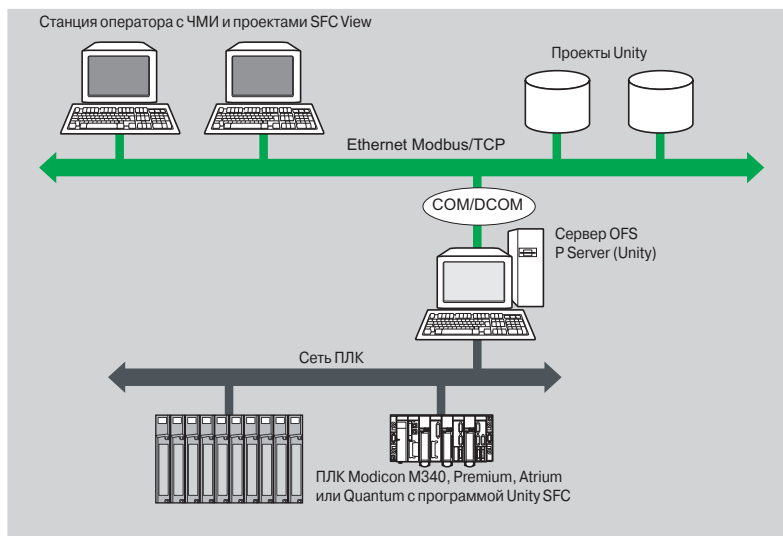 Станция оператора с ЧМИ и проектами SFC View
Проекты Unity
Ethernet Modbus/TCP
COM/DCOM
Сервер OFS
P Server (Unity)
Сеть ПЛК
ПЛК Modicon M340, Premium, Atrium
или Quantum с программой Unity SFC